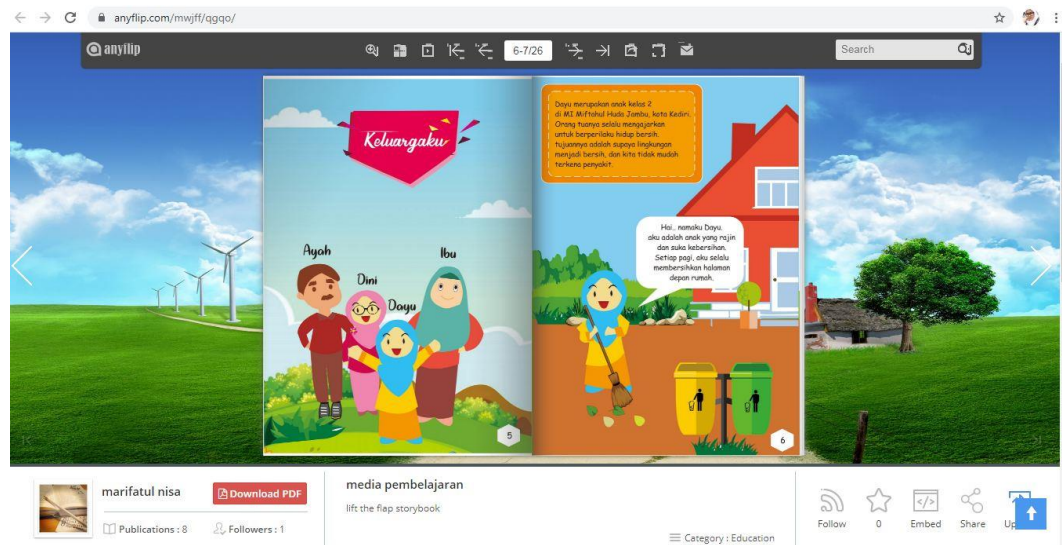 anyflip.com/mwjff/qgqo/
anyflip
6-7/26
Search
Keluargaku
Ayah
Ibu
Dini
Dayu
5
Dayu merupakan anak kelas 2
di MI Miftahul Huda Jambu, kota Kediri.
Orang tuanya selalu mengajarkan
untuk berperilaku hidup bersih.
tujuannya adalah supaya lingkungan
menjadi bersih, dan kita tidak mudah
terkena penyakit.
Hai, namaku Dayu.
aku adalah anak yang rajin
dan suka kebersihan.
Setiap pagi, aku selalu
membersihkan halaman
depan rumah.
6
marifatul nisa
Download PDF
Publications : 8
Followers : 1
media pembelajaran
lift the flap storybook
Category : Education
Follow
0
Embed
Share